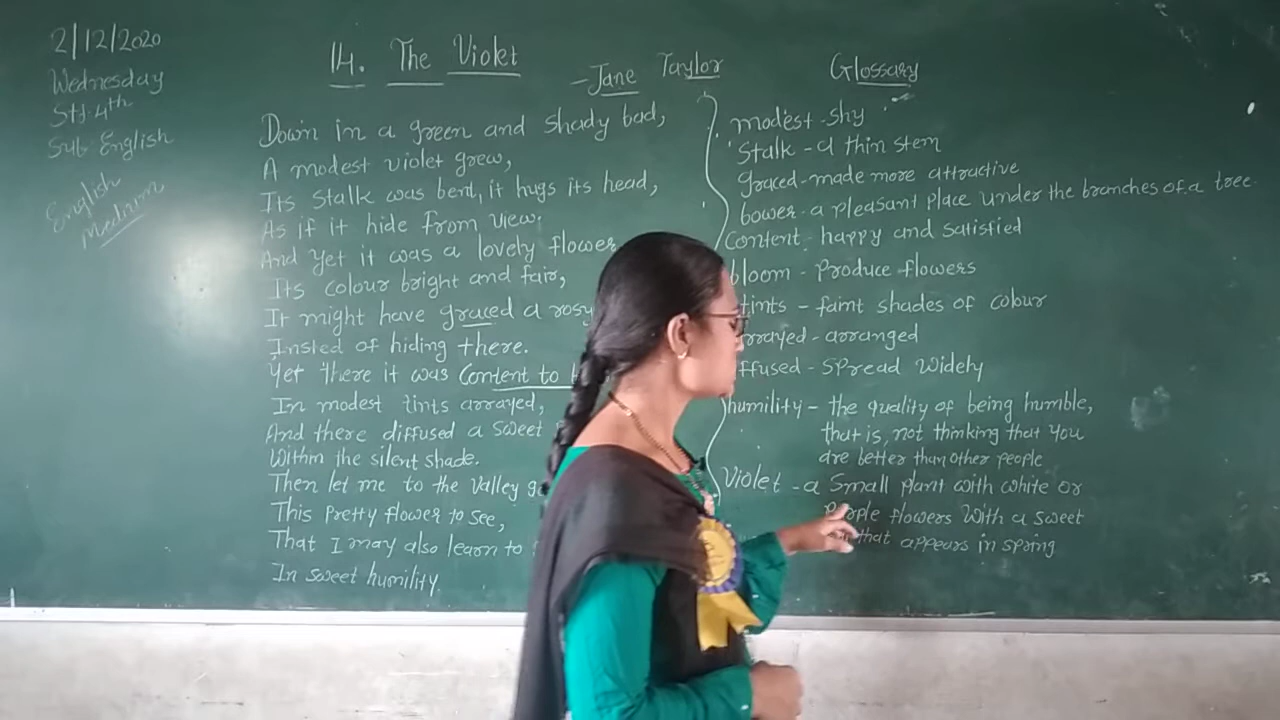 2/12/2020
Wednesday
Std. 4th
Sub. English
English
Medium
14. The Violet
- Jane Taylor
Down in a green and shady bad,
A modest violet grew,
Its stalk was bent, it hugs its head,
As if it hide from view.
And yet it was a lovely flower
Its colour bright and fair,
It might have graced a rosy
Insted of hiding there.
Yet there it was Content to
In modest tints arrayed,
And there diffused a sweet
Within the silent shade.
Then let me to the valley g
This pretty flower to see,
That I may also learn to
In sweet humility.
Glossary
modest - shy
Stalk - a thin stem
graced - made more attractive
bower - a pleasant place under the branches of a tree.
Content - happy and satisfied
bloom - Produce flowers
tints - faint shades of colour
rrayed - arranged
ffused - spread widely
humility - the quality of being humble,
that is, not thinking that you
are better than other people
Violet - a Small plant with white or
Purple flowers with a sweet
that appears in spring